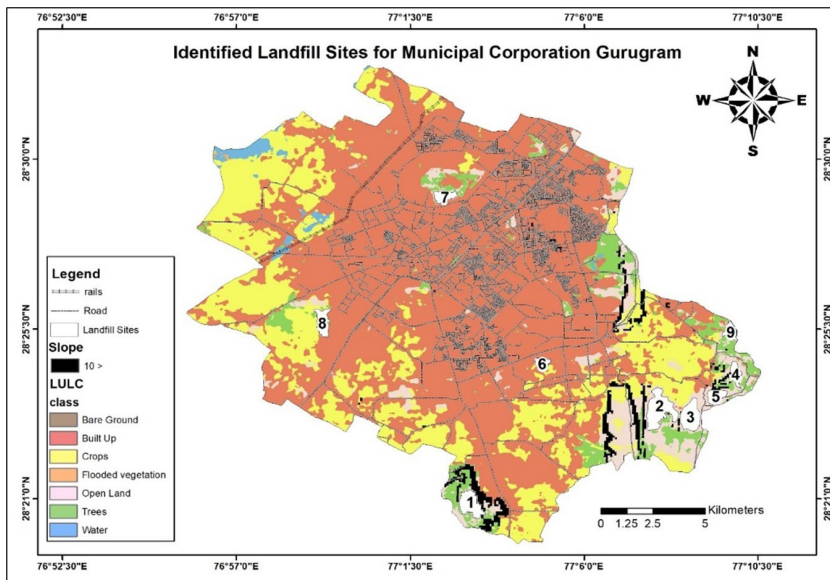 76°52'30"E 76°57'0"E 77°1'30"E 77°6'0"E 77°10'30"E
Identified Landfill Sites for Municipal Corporation Gurugram
N
W E
S
28°30'0"N 28°30'0"N
7
Legend
rails
Road
Landfill Sites
Slope
10 >
LULC
class
Bare Ground
Built Up
Crops
Flooded vegetation
Open Land
Trees
Water
8
9
28°25'30"N 28°25'30"N
6
4
5
2
3
1
28°21'0"N 28°21'0"N
Kilometers
0 1.25 2.5 5
76°52'30"E 76°57'0"E 77°1'30"E 77°6'0"E 77°10'30"E